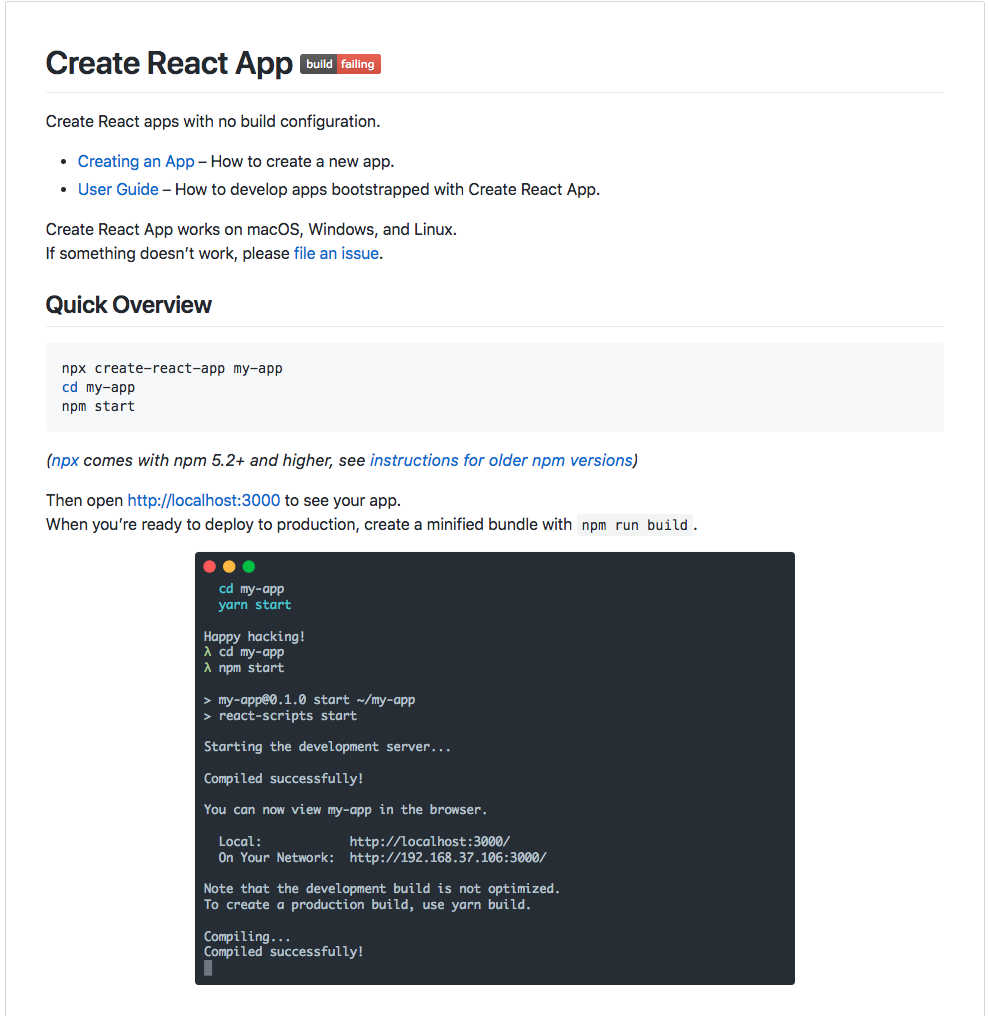 Create React App build failing
Create React apps with no build configuration.
• Creating an App – How to create a new app.
• User Guide – How to develop apps bootstrapped with Create React App.
Create React App works on macOS, Windows, and Linux.
If something doesn’t work, please file an issue.
Quick Overview
npx create-react-app my-app
cd my-app
npm start
(npx comes with npm 5.2+ and higher, see instructions for older npm versions)
Then open http://localhost:3000 to see your app.
When you’re ready to deploy to production, create a minified bundle with npm run build.
cd my-app
yarn start
Happy hacking!
λ cd my-app
λ npm start
> my-app@0.1.0 start ~/my-app
> react-scripts start
Starting the development server...
Compiled successfully!
You can now view my-app in the browser.
Local: http://localhost:3000/
On Your Network: http://192.168.37.106:3000/
Note that the development build is not optimized.
To create a production build, use yarn build.
Compiling...
Compiled successfully!